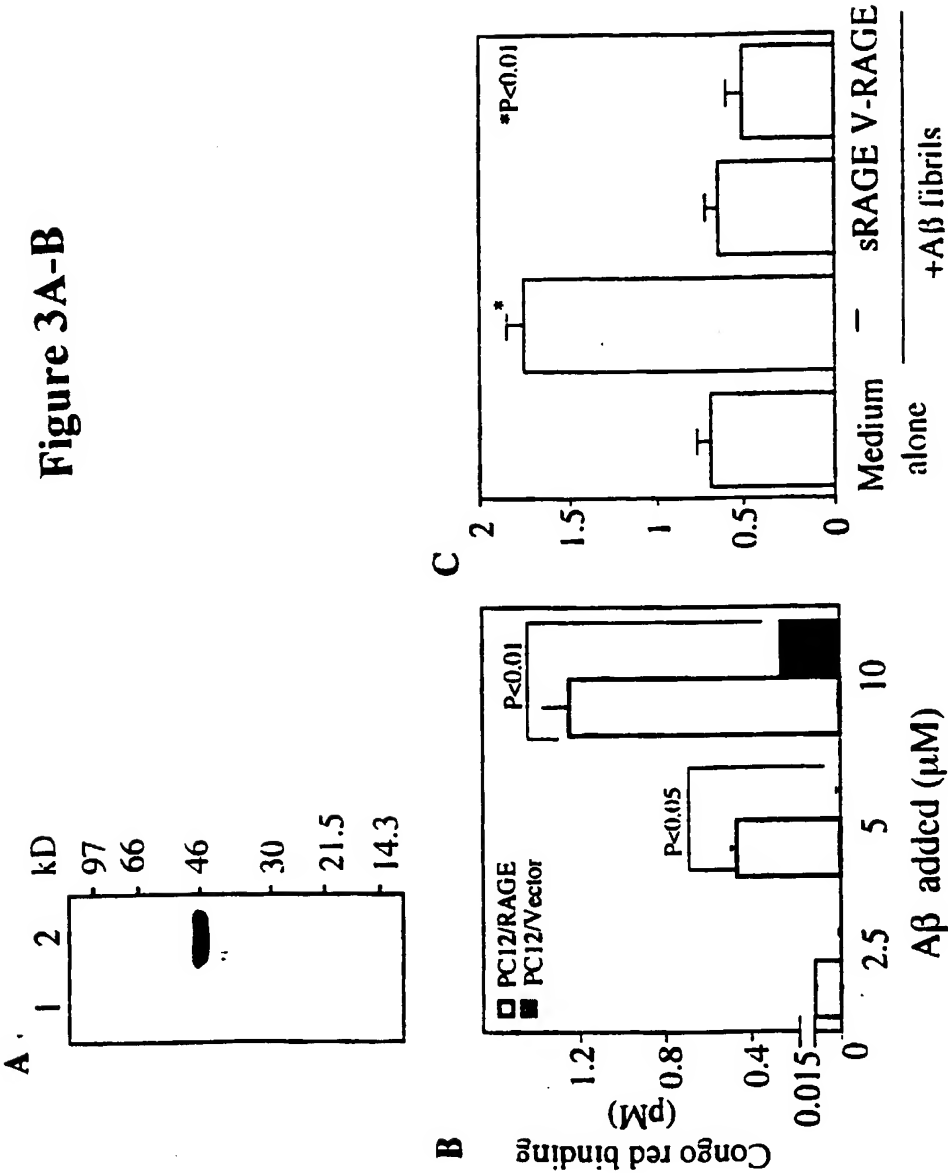 Figure 3A-B
A
1 2 kD
97
66
46
30
21.5
14.3
B
Congo red binding
(pM)
1.2
0.8
0.4
0.015
0
PC12/RAGE
PC12/Vector
P<0.05
P<0.01
2.5 5 10
Aβ added (μM)
C
2
1.5
1
0.5
0
*P<0.01
*
Medium
alone
– sRAGE V-RAGE
+Aβ fibrils